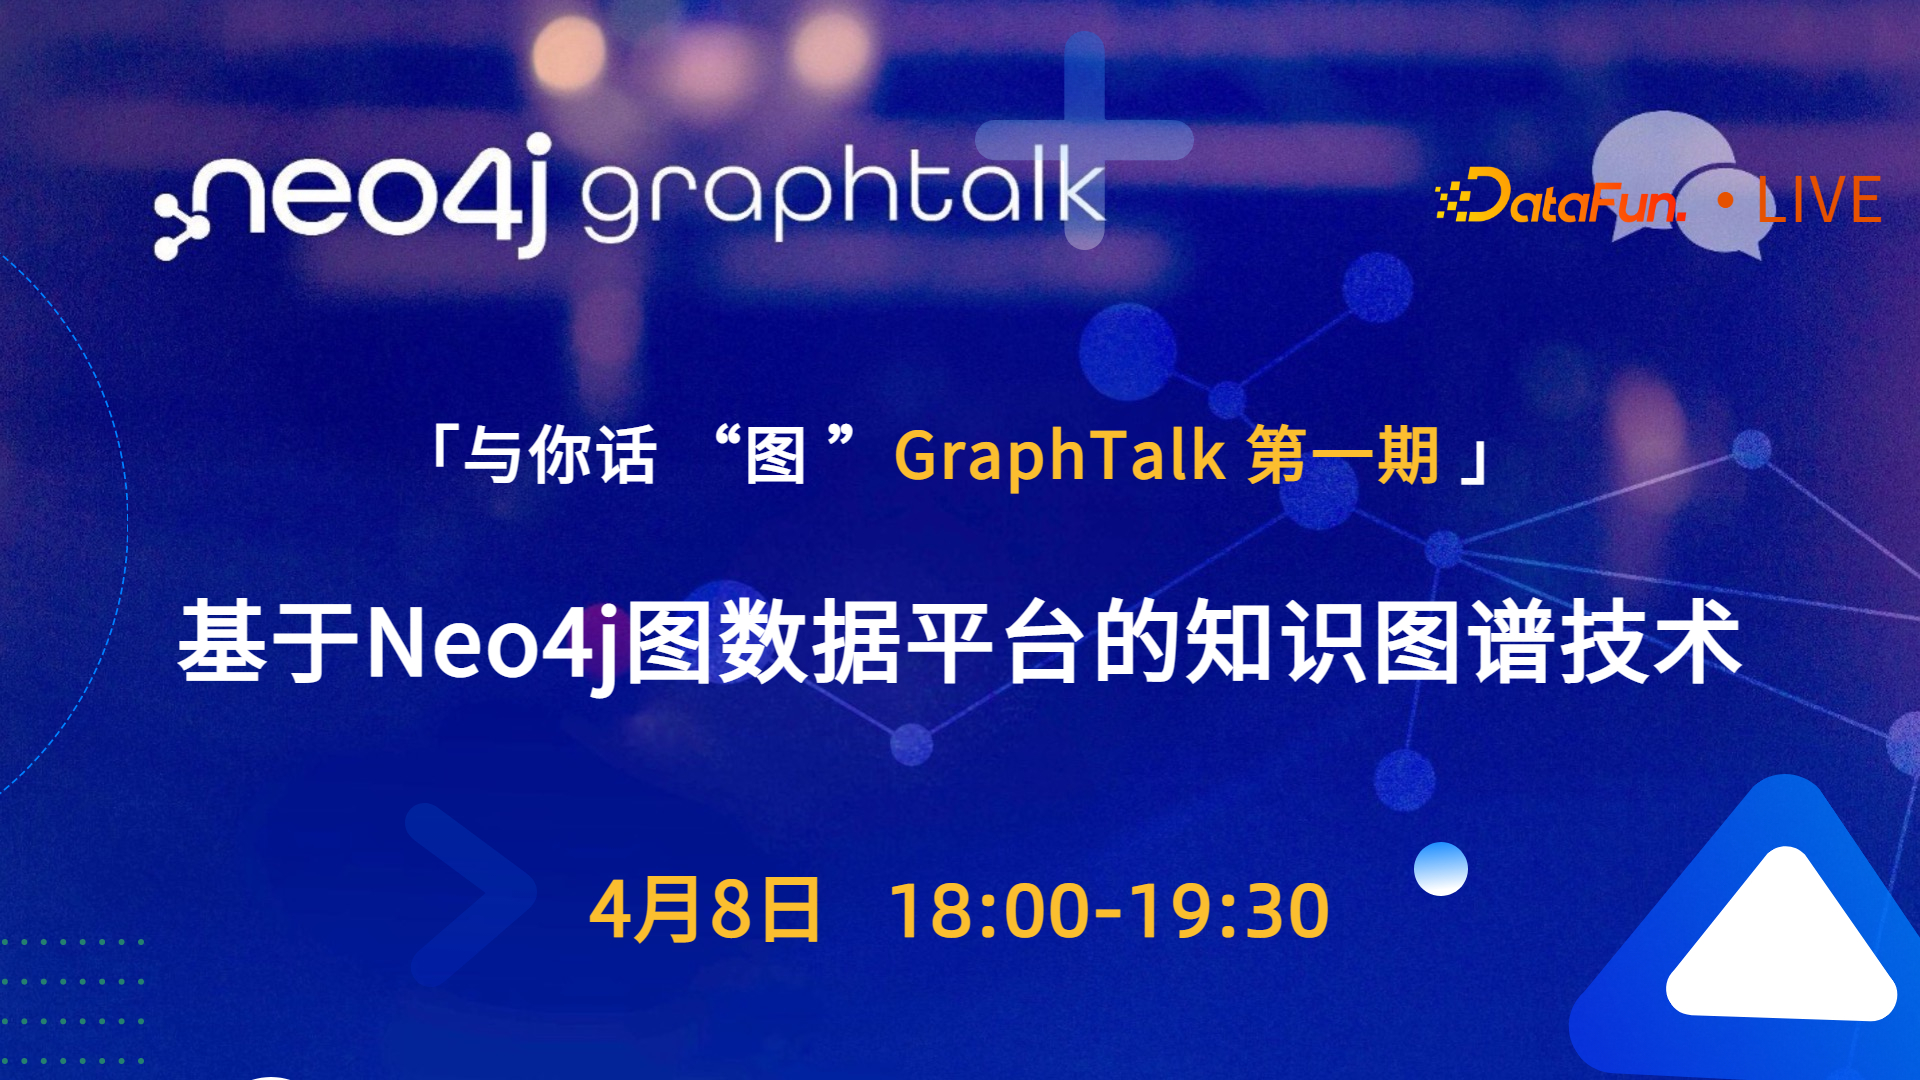 neo4j graphtalk
DataFun. • LIVE
「与你话 “图 ” GraphTalk 第一期 」
基于Neo4j图数据平台的知识图谱技术
4月8日 18:00-19:30